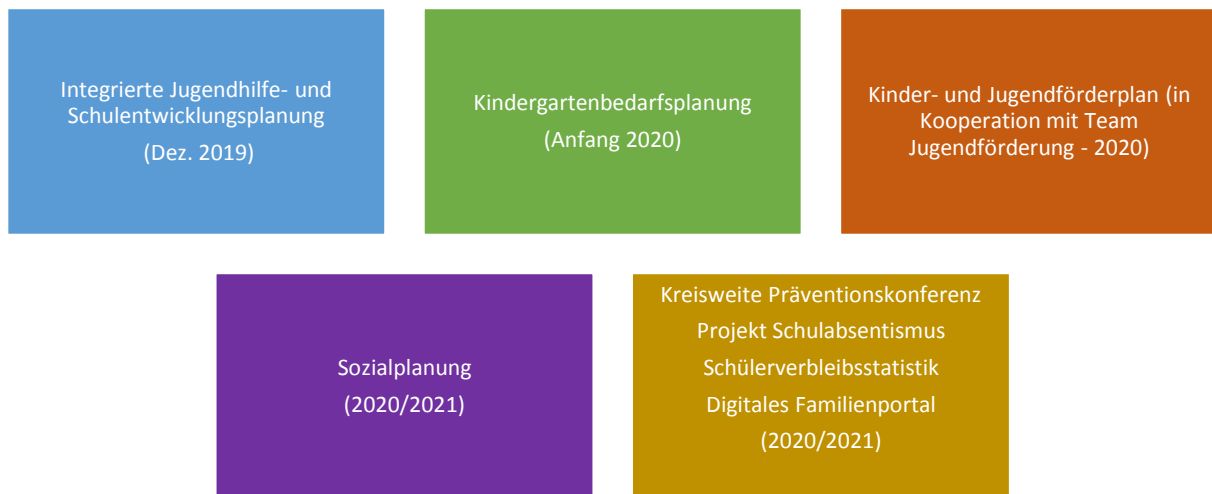 Integrierte Jugendhilfe- und
Schulentwicklungsplanung
(Dez. 2019)
Kindergartenbedarfsplanung
(Anfang 2020)
Kinder- und Jugendförderplan (in
Kooperation mit Team
Jugendförderung - 2020)
Sozialplanung
(2020/2021)
Kreisweite Präventionskonferenz
Projekt Schulabsentismus
Schülerverbleibsstatistik
Digitales Familienportal
(2020/2021)